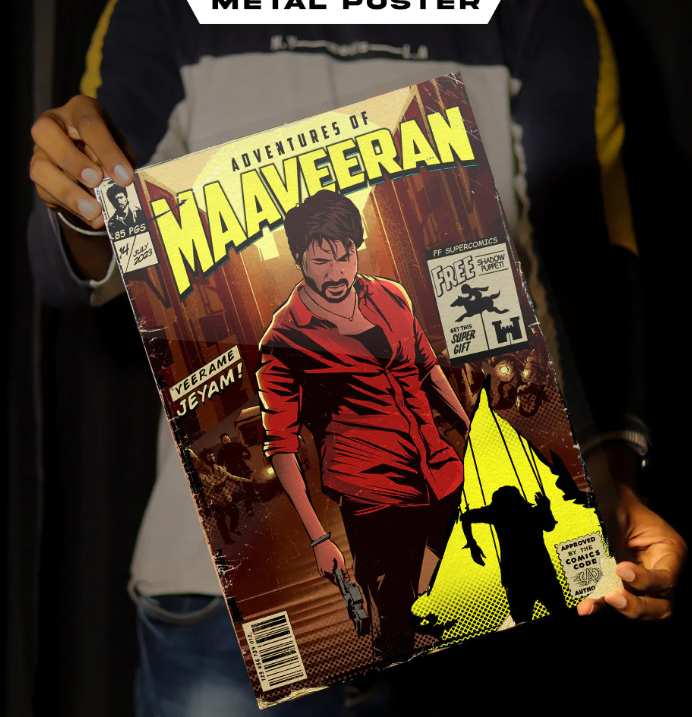 METAL POSTER
ADVENTURES OF
MAAVEERAN
85 PGS
14
JULY
2023
FF SUPERCOMICS
FREE
SHADOW
PUPPET!
GET THIS
SUPER
GIFT
VEERAME
JEYAM!
APPROVED
BY THE
COMICS
CODE